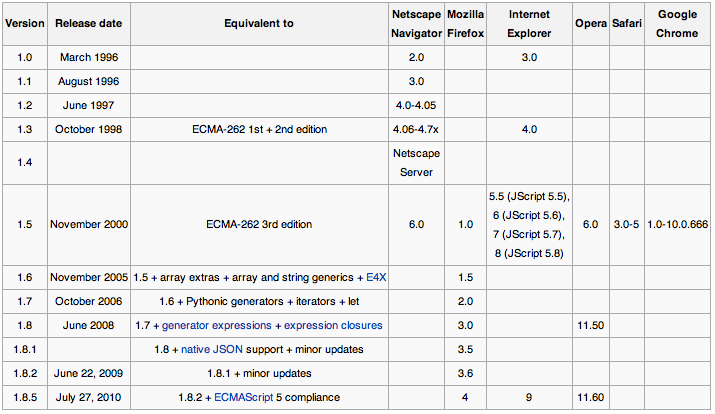 Version Release date Equivalent to Netscape Navigator Mozilla Firefox Internet Explorer Opera Safari Google Chrome
1.0 March 1996 2.0 3.0
1.1 August 1996 3.0
1.2 June 1997 4.0-4.05
1.3 October 1998 ECMA-262 1st + 2nd edition 4.06-4.7x 4.0
1.4 Netscape Server
1.5 November 2000 ECMA-262 3rd edition 6.0 1.0 5.5 (JScript 5.5), 6 (JScript 5.6), 7 (JScript 5.7), 8 (JScript 5.8) 6.0 3.0-5 1.0-10.0.666
1.6 November 2005 1.5 + array extras + array and string generics + E4X 1.5
1.7 October 2006 1.6 + Pythonic generators + iterators + let 2.0
1.8 June 2008 1.7 + generator expressions + expression closures 3.0 11.50
1.8.1 1.8 + native JSON support + minor updates 3.5
1.8.2 June 22, 2009 1.8.1 + minor updates 3.6
1.8.5 July 27, 2010 1.8.2 + ECMAScript 5 compliance 4 9 11.60